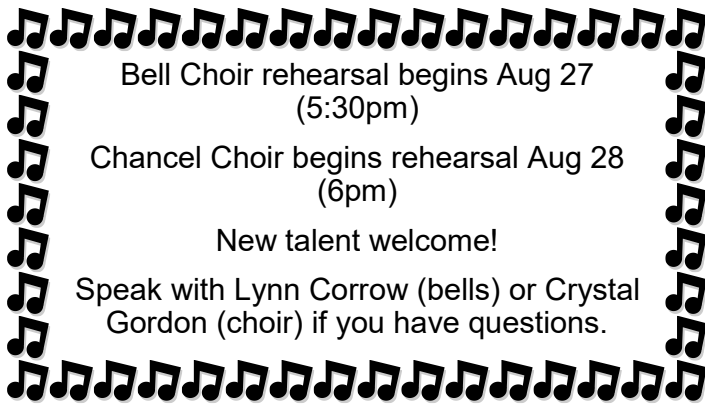 Bell Choir rehearsal begins Aug 27
(5:30pm)
Chancel Choir begins rehearsal Aug 28
(6pm)
New talent welcome!
Speak with Lynn Corrow (bells) or Crystal
Gordon (choir) if you have questions.